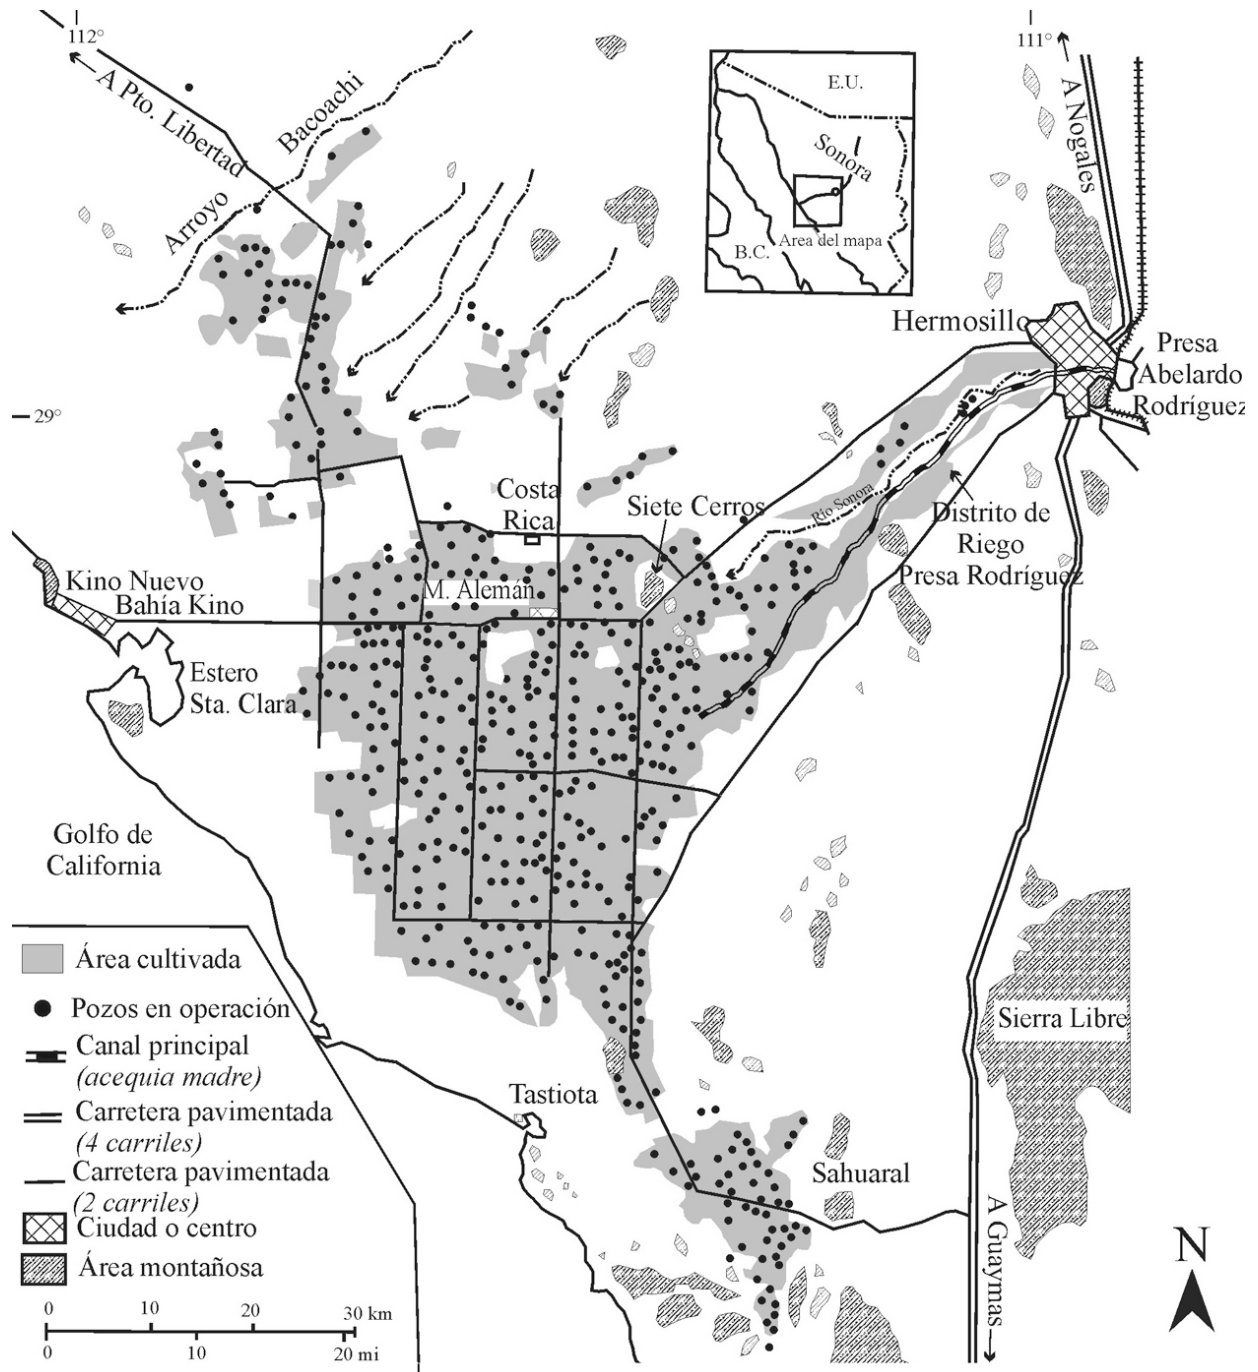 112°
111°
A Pto. Libertad
Arroyo Bacoachi
E.U.
Sonora
Area del mapa
B.C.
A Nogales
Hermosillo
Presa
Abelardo
Rodríguez
29°
Costa
Rica
Siete Cerros
Río Sonora
Distrito de
Riego
Presa Rodríguez
Kino Nuevo
Bahía Kino
M. Alemán
Estero
Sta. Clara
Golfo de
California
Área cultivada
Pozos en operación
Canal principal
(acequia madre)
Carretera pavimentada
(4 carriles)
Carretera pavimentada
(2 carriles)
Ciudad o centro
Área montañosa
0 10 20 30 km
0 10 20 mi
Tastiota
Sahuaral
Sierra Libre
A Guaymas
N